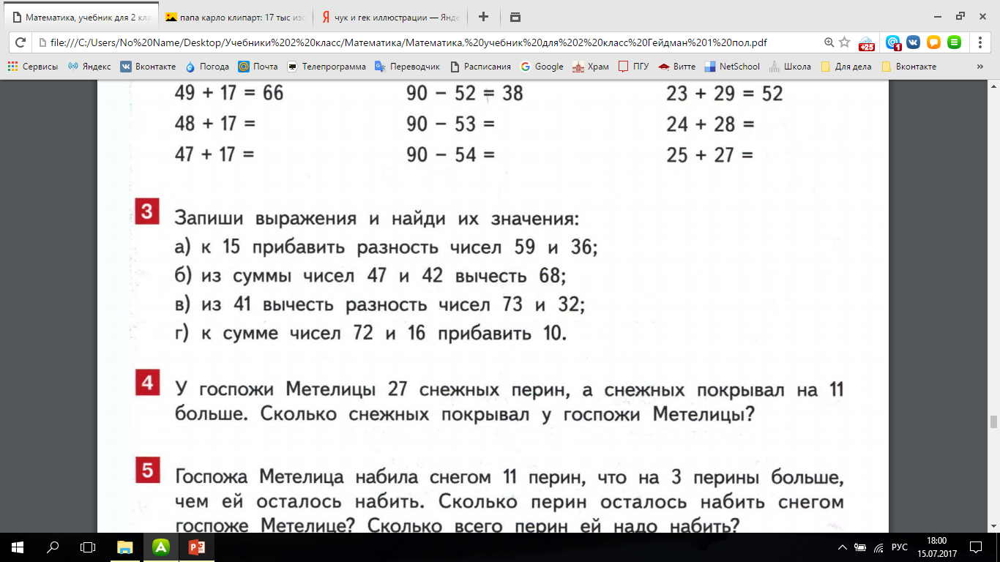 Математика, учебник для 2 кла
папа карло клипарт: 17 тыс изо
Я чук и гек иллюстрации — Янде
file:///C:/Users/No%20Name/Desktop/Учебники%202%20класс/Математика/Математика,%20учебник%20для%202%20класс%20Гейдман%201%20пол.pdf
+25
1
Сервисы Яндекс Вконтакте Погода Почта Телепрограмма Переводчик Расписания Google Храм ПГУ Витте NetSchool Школа Для дела Вконтакте »
49 + 17 = 66 90 − 52 = 38 23 + 29 = 52
48 + 17 = 90 − 53 = 24 + 28 =
47 + 17 = 90 − 54 = 25 + 27 =
3 Запиши выражения и найди их значения:
а) к 15 прибавить разность чисел 59 и 36;
б) из суммы чисел 47 и 42 вычесть 68;
в) из 41 вычесть разность чисел 73 и 32;
г) к сумме чисел 72 и 16 прибавить 10.
4 У госпожи Метелицы 27 снежных перин, а снежных покрывал на 11
больше. Сколько снежных покрывал у госпожи Метелицы?
5 Госпожа Метелица набила снегом 11 перин, что на 3 перины больше,
чем ей осталось набить. Сколько перин осталось набить снегом
госпоже Метелице? Сколько всего перин ей надо набить?
РУС
18:00
15.07.2017